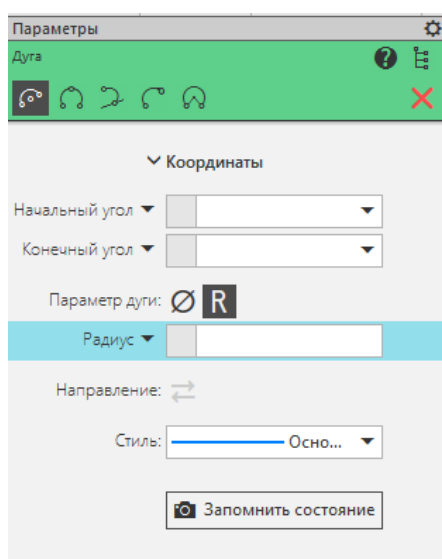 Параметры
Дуга
Координаты
Начальный угол
Конечный угол
Параметр дуги: Ø R
Радиус
Направление:
Стиль: Осно...
Запомнить состояние